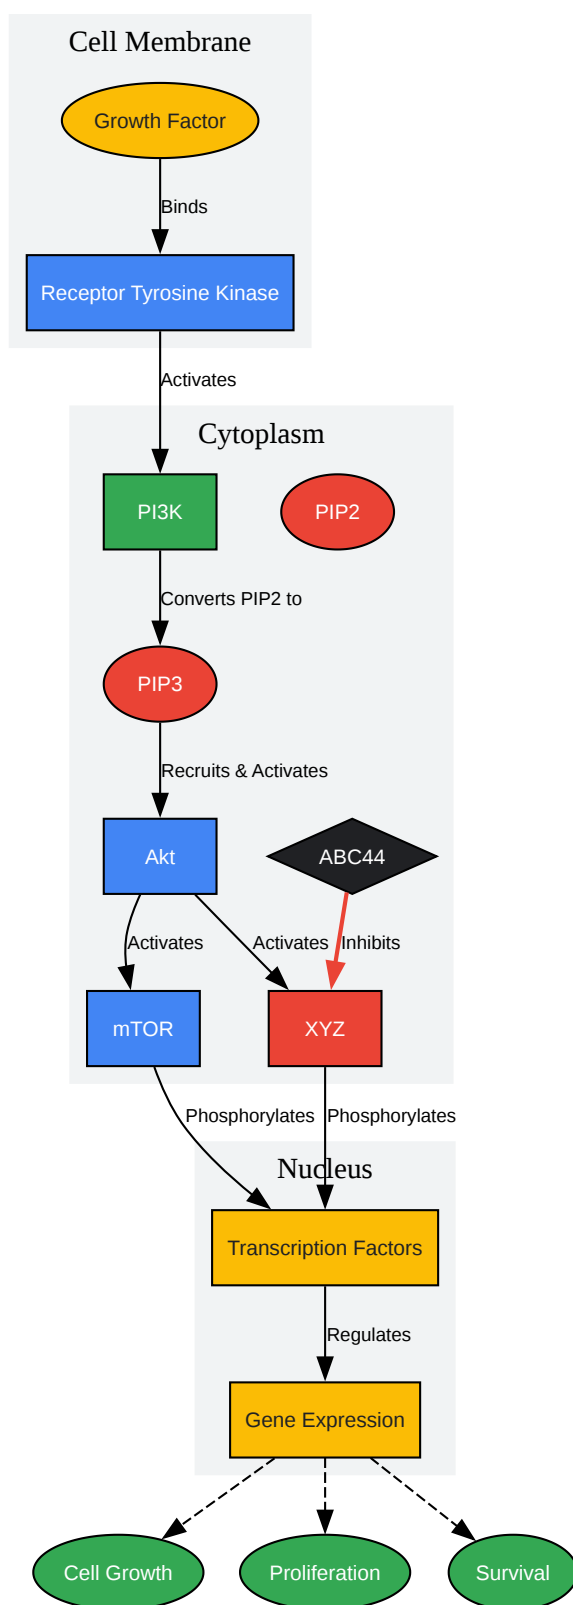 Cell Membrane
Growth Factor
Binds
Receptor Tyrosine Kinase
Activates
Cytoplasm
PI3K
PIP2
Converts PIP2 to
PIP3
Recruits & Activates
Akt
ABC44
Activates
Activates
Inhibits
mTOR
XYZ
Phosphorylates
Phosphorylates
Nucleus
Transcription Factors
Regulates
Gene Expression
Cell Growth
Proliferation
Survival